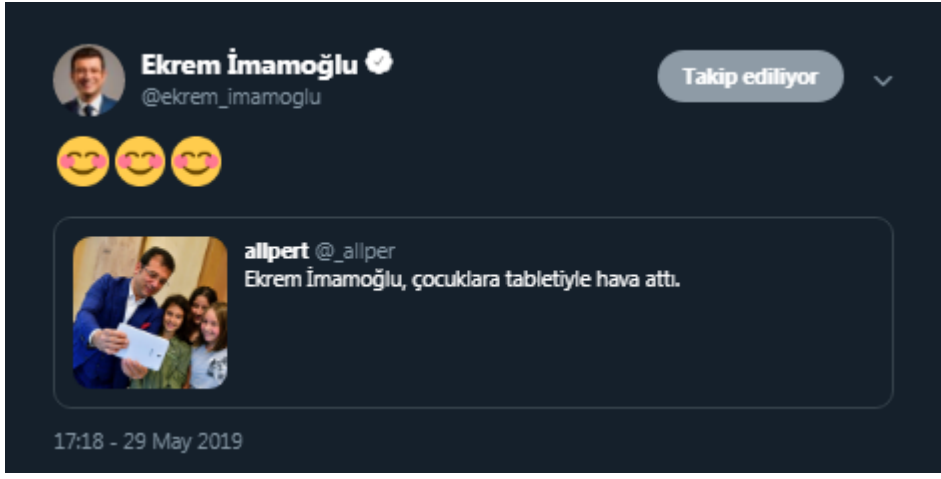 Ekrem İmamoğlu
@ekrem_imamoglu
Takip ediliyor
😊😊😊
allpert @_allper
Ekrem İmamoğlu, çocuklara tabletiyle hava attı.
17:18 - 29 May 2019